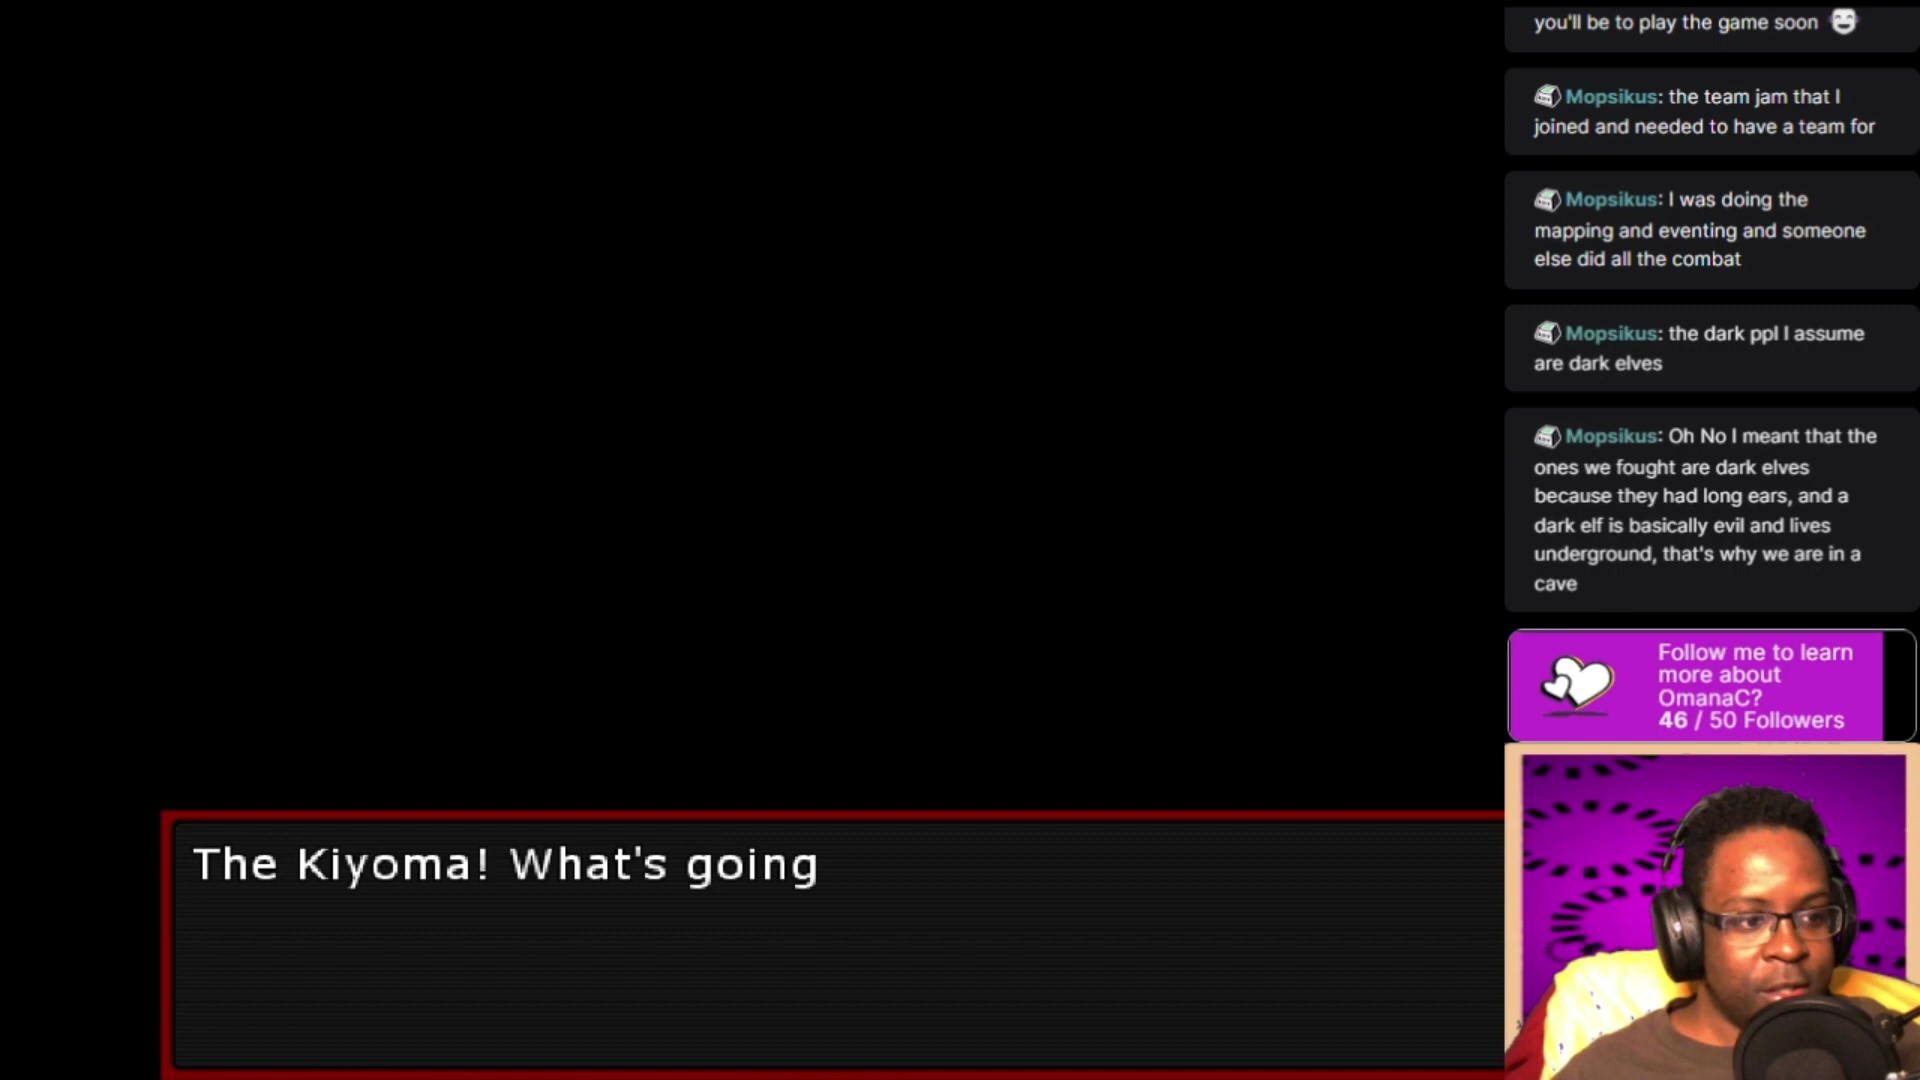 you'll be to play the game soon
Mopsikus: the team jam that I
joined and needed to have a team for
Mopsikus: I was doing the
mapping and eventing and someone
else did all the combat
Mopsikus: the dark ppl I assume
are dark elves
Mopsikus: Oh No I meant that the
ones we fought are dark elves
because they had long ears, and a
dark elf is basically evil and lives
underground, that's why we are in a
cave
Follow me to learn
more about
OmanaC?
46 / 50 Followers
The Kiyoma! What's going